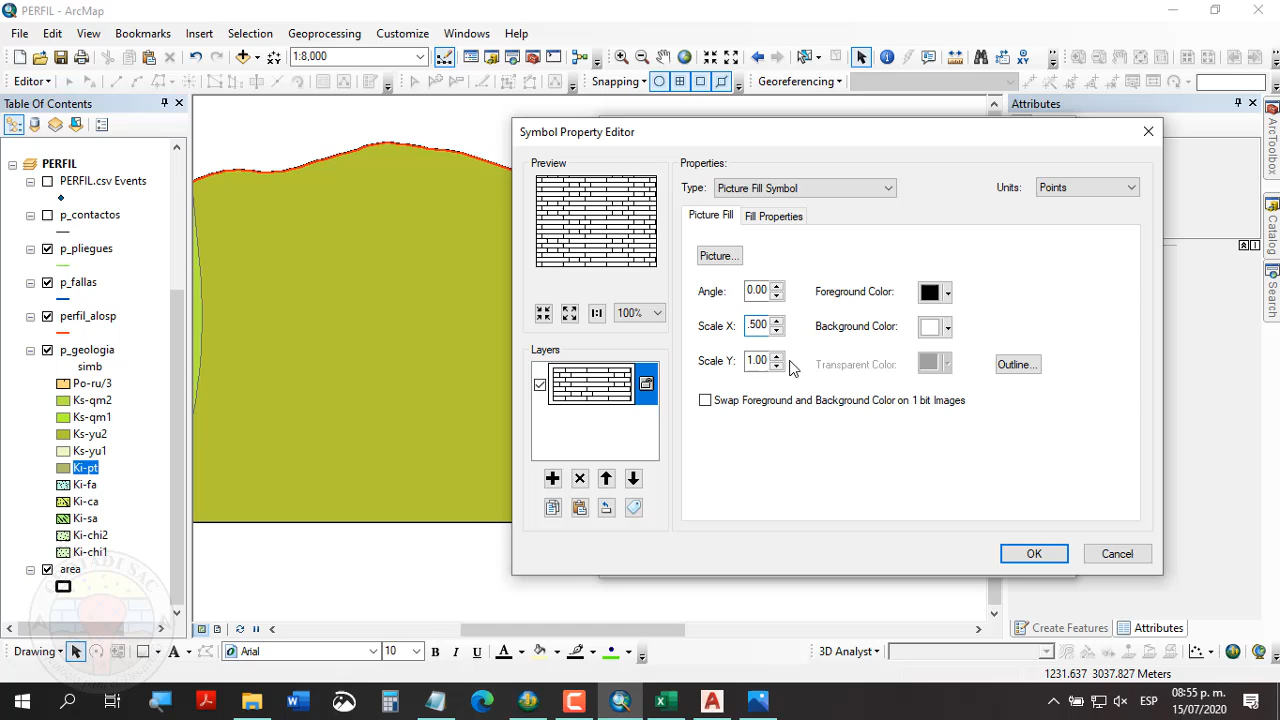 PERFIL - ArcMap
File Edit View Bookmarks Insert Selection Geoprocessing Customize Windows Help
1:8,000
Editor Snapping Georeferencing
Table Of Contents
PERFIL
PERFIL.csv Events
p_contactos
p_pliegues
p_fallas
perfil_alosp
p_geologia
simb
Po-ru/3
Ks-qm2
Ks-qm1
Ks-yu2
Ks-yu1
Ki-pt
Ki-fa
Ki-ca
Ki-sa
Ki-chi2
Ki-chi1
area
Symbol Property Editor
Preview
100%
Layers
Properties:
Type: Picture Fill Symbol Units: Points
Picture Fill Fill Properties
Picture...
Angle: 0.00 Foreground Color:
Scale X: .500 Background Color:
Scale Y: 1.00 Transparent Color: Outline...
Swap Foreground and Background Color on 1 bit Images
OK Cancel
Attributes
ArcToolbox
Catalog
Search
Create Features Attributes
Drawing Arial 10 B I U A 3D Analyst
1231.637 3037.827 Meters
ESP
08:55 p. m.
15/07/2020